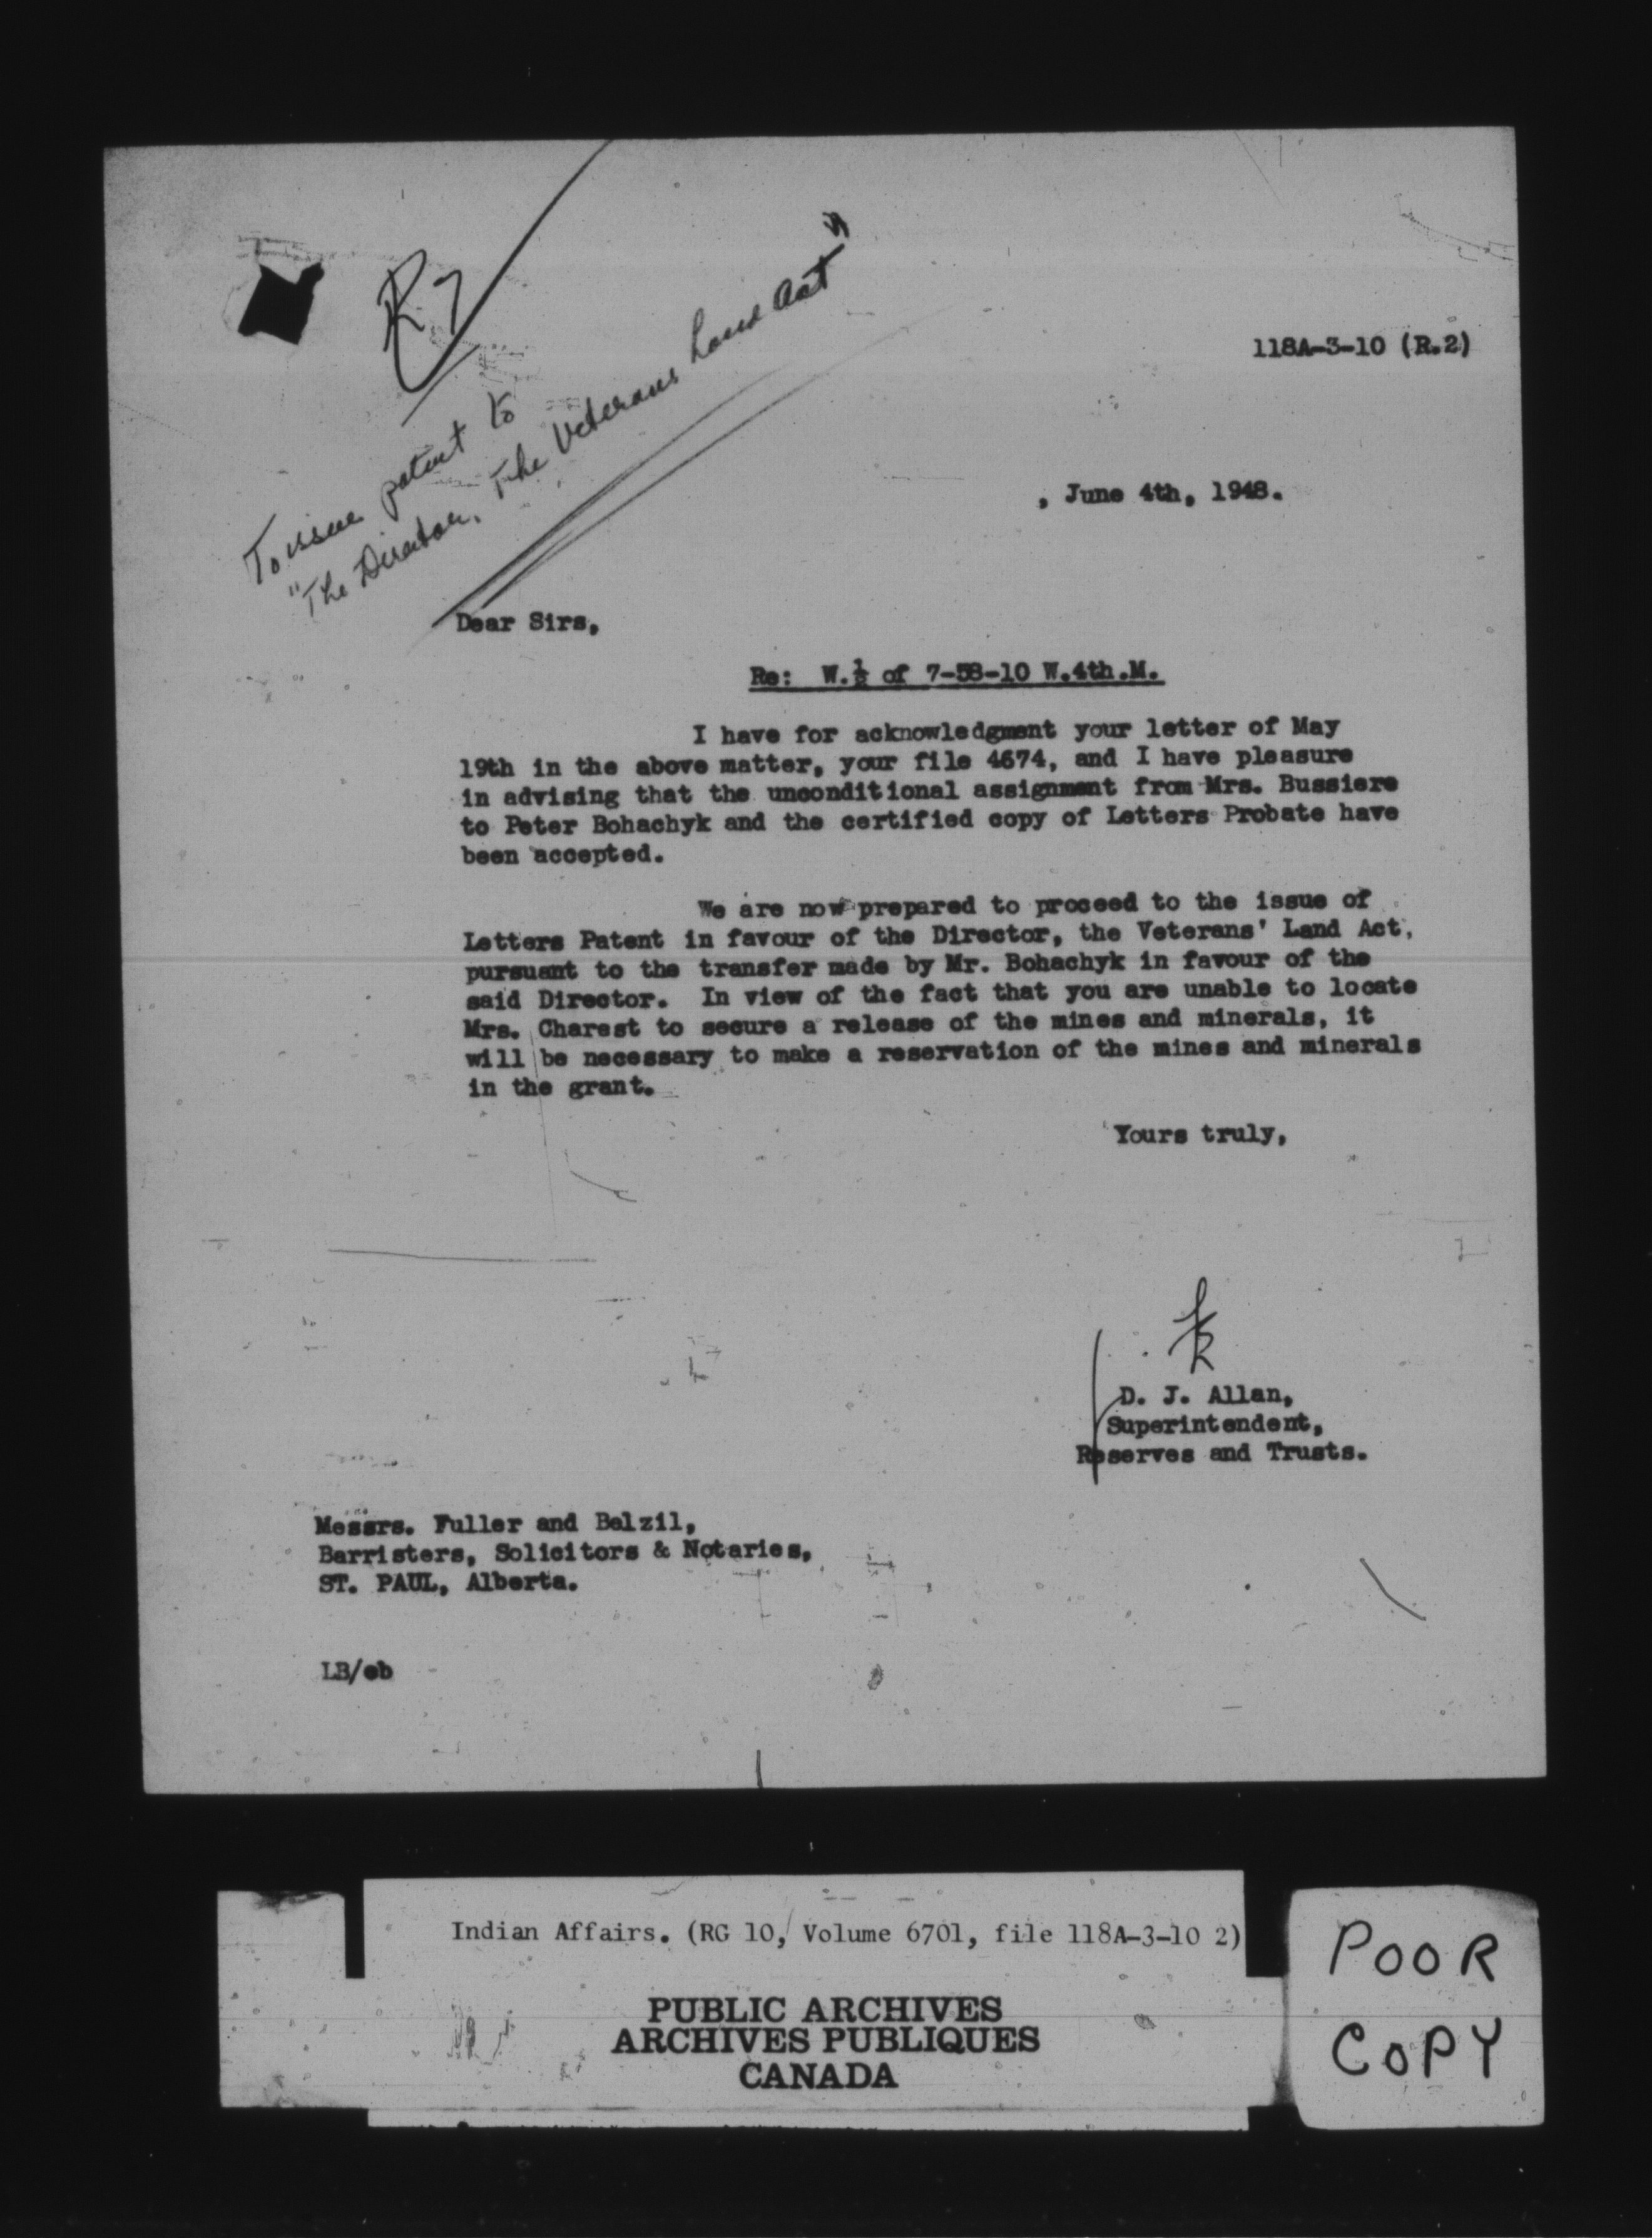 R7
To issue patent to
"The Director, The Veterans Land Act"
118A-3-10 (R.2)
, June 4th, 1948.
Dear Sirs,
Re: W.½ of 7-58-10 W.4th.M.
I have for acknowledgment your letter of May
19th in the above matter, your file 4674, and I have pleasure
in advising that the unconditional assignment from Mrs. Bussiere
to Peter Bohachyk and the certified copy of Letters Probate have
been accepted.
We are now prepared to proceed to the issue of
Letters Patent in favour of the Director, the Veterans' Land Act,
pursuant to the transfer made by Mr. Bohachyk in favour of the
said Director. In view of the fact that you are unable to locate
Mrs. Charest to secure a release of the mines and minerals, it
will be necessary to make a reservation of the mines and minerals
in the grant.
Yours truly,
D. J. Allan,
Superintendent,
Reserves and Trusts.
Messrs. Fuller and Belzil,
Barristers, Solicitors & Notaries,
ST. PAUL, Alberta.
LB/eb
Indian Affairs. (RG 10, Volume 6701, file 118A-3-10 2)
PUBLIC ARCHIVES
ARCHIVES PUBLIQUES
CANADA
POOR
COPY